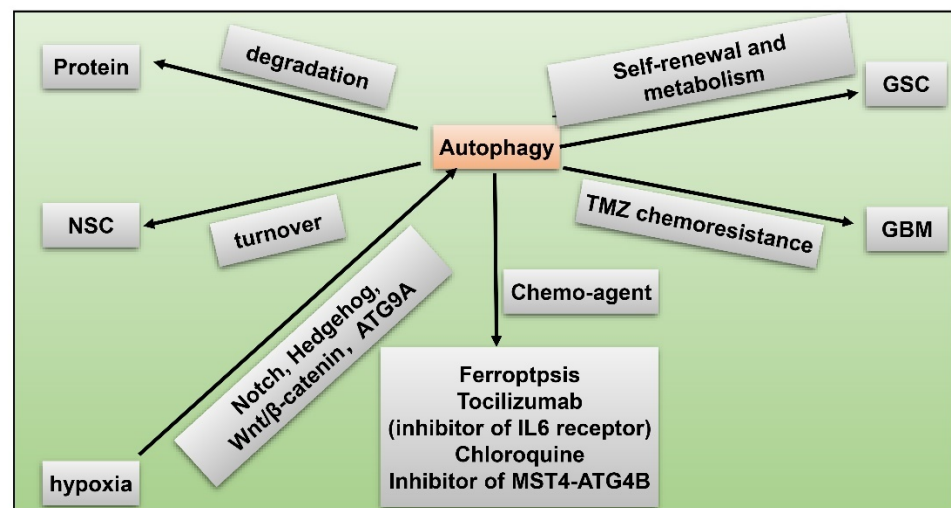 Protein
degradation
Self-renewal and
metabolism
GSC
Autophagy
NSC
turnover
TMZ chemoresistance
GBM
Notch, Hedgehog,
Wnt/β-catenin, ATG9A
Chemo-agent
Ferroptpsis
Tocilizumab
(inhibitor of IL6 receptor)
Chloroquine
Inhibitor of MST4-ATG4B
hypoxia